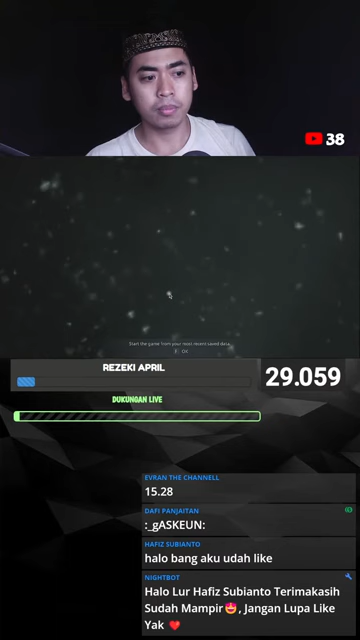 38
Start the game from your most recent saved data.
F OK
REZEKI APRIL
29.059
DUKUNGAN LIVE
EVRAN THE CHANNELL
15.28
DAFI PANJAITAN
:_gASKEUN:
HAFIZ SUBIANTO
halo bang aku udah like
NIGHTBOT
Halo Lur Hafiz Subianto Terimakasih
Sudah Mampir🤩, Jangan Lupa Like
Yak ❤️